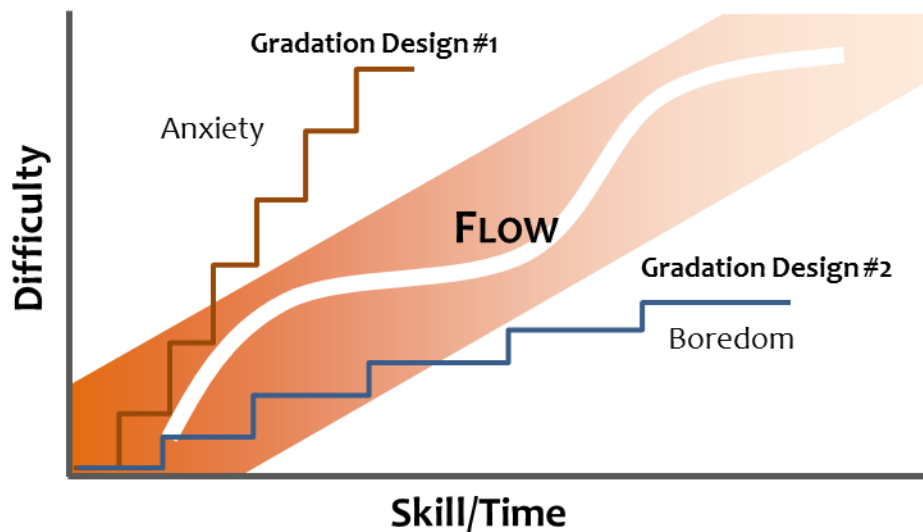 Gradation Design #1
Anxiety
Difficulty
FLOW
Gradation Design #2
Boredom
Skill/Time